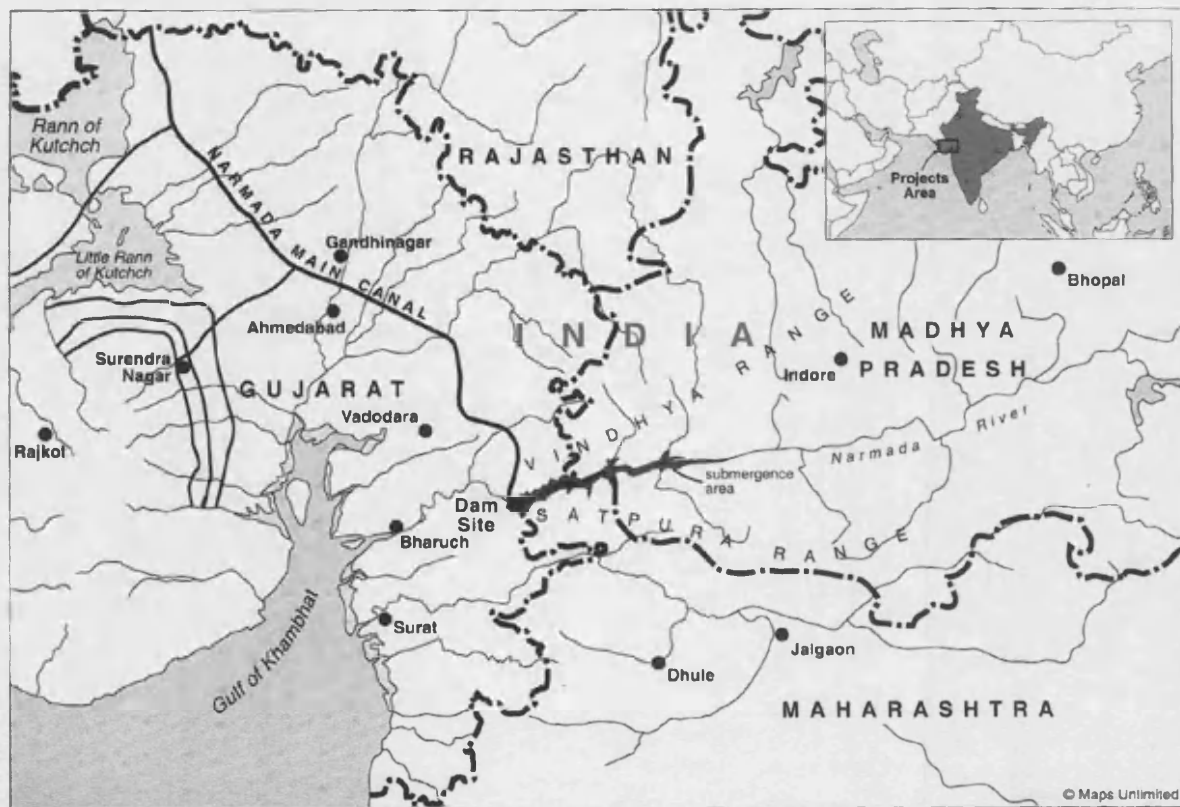 Rann of
Kutchch
RAJASTHAN
Projects
Area
NARMADA MAIN CANAL
Gandhinagar
Little Rann
of Kutchch
Bhopal
Ahmedabad
INDIA
MADHYA
PRADESH
VINDHYA RANGE
Indore
Surendra
Nagar
GUJARAT
Vadodara
Rajkot
Narmada River
submergence
area
Dam
Site
SATPURA RANGE
Bharuch
Gulf of Khambhat
Surat
Jalgaon
Dhule
MAHARASHTRA
© Maps Unlimited